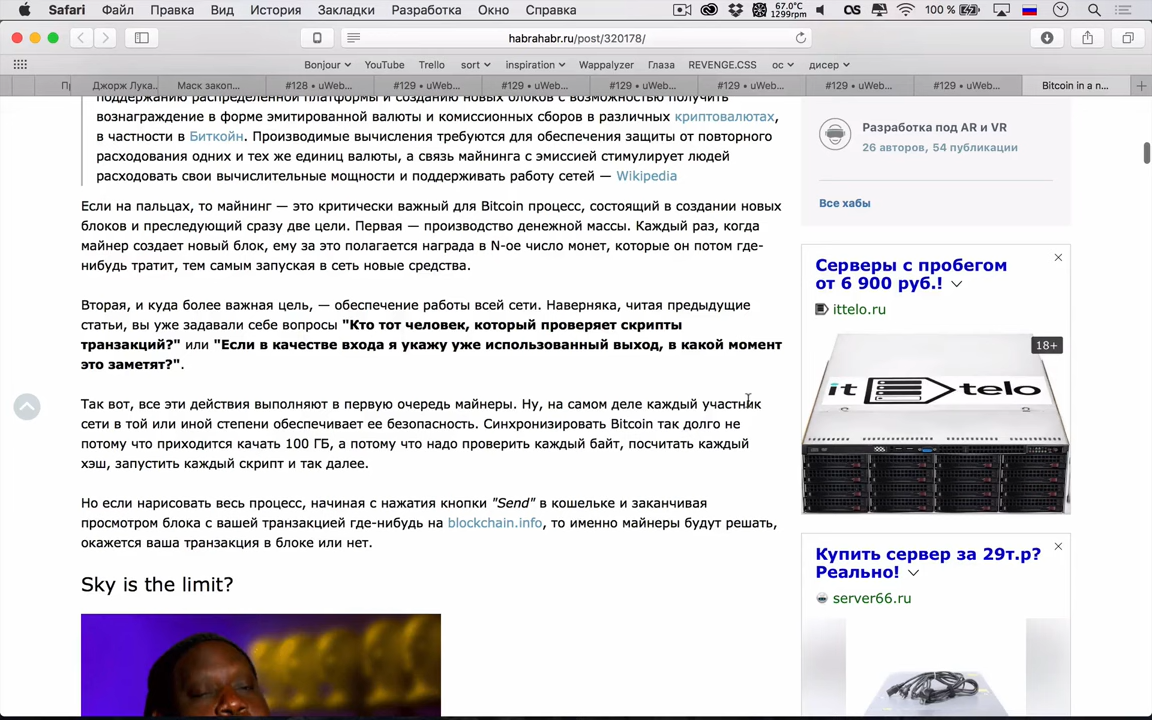 Safari Файл Правка Вид История Закладки Разработка Окно Справка
67.0°C
1299rpm
100 %
habrahabr.ru/post/320178/
Bonjour YouTube Trello sort inspiration Wappalyzer Глаза REVENGE.CSS ос дисер
Джорж Лука... Маск закоп... #128 – uWeb... #129 – uWeb... #129 – uWeb... #129 – uWeb... #129 – uWeb... #129 – uWeb... Bitcoin in a n...
поддержанию распределенной платформы и созданию новых блоков с возможностью получить
вознаграждение в форме эмитированной валюты и комиссионных сборов в различных криптовалютах,
в частности в Биткойн. Производимые вычисления требуются для обеспечения защиты от повторного
расходования одних и тех же единиц валюты, а связь майнинга с эмиссией стимулирует людей
расходовать свои вычислительные мощности и поддерживать работу сетей — Wikipedia
Если на пальцах, то майнинг — это критически важный для Bitcoin процесс, состоящий в создании новых
блоков и преследующий сразу две цели. Первая — производство денежной массы. Каждый раз, когда
майнер создает новый блок, ему за это полагается награда в N-ое число монет, которые он потом где-
нибудь тратит, тем самым запуская в сеть новые средства.
Вторая, и куда более важная цель, — обеспечение работы всей сети. Наверняка, читая предыдущие
статьи, вы уже задавали себе вопросы "Кто тот человек, который проверяет скрипты
транзакций?" или "Если в качестве входа я укажу уже использованный выход, в какой момент
это заметят?".
Так вот, все эти действия выполняют в первую очередь майнеры. Ну, на самом деле каждый участник
сети в той или иной степени обеспечивает ее безопасность. Синхронизировать Bitcoin так долго не
потому что приходится качать 100 ГБ, а потому что надо проверить каждый байт, посчитать каждый
хэш, запустить каждый скрипт и так далее.
Но если нарисовать весь процесс, начиная с нажатия кнопки "Send" в кошельке и заканчивая
просмотром блока с вашей транзакцией где-нибудь на blockchain.info, то именно майнеры будут решать,
окажется ваша транзакция в блоке или нет.
Sky is the limit?
Разработка под AR и VR
26 авторов, 54 публикации
Все хабы
Серверы с пробегом
от 6 900 руб.!
ittelo.ru
18+
it telo
Купить сервер за 29т.р?
Реально!
server66.ru